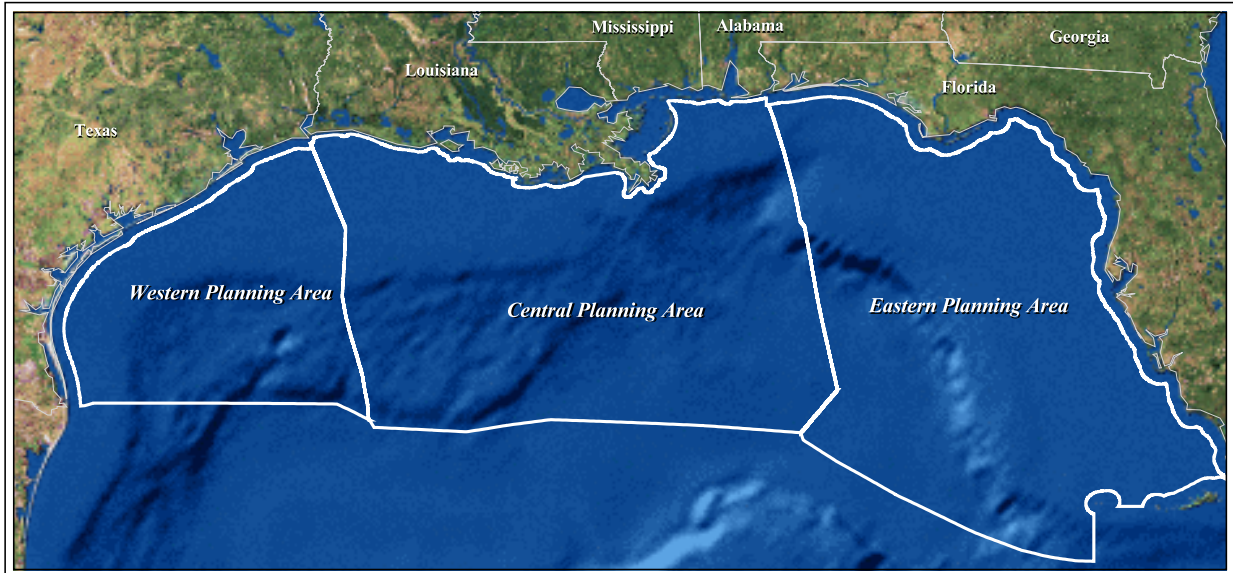 Mississippi
Alabama
Georgia
Louisiana
Florida
Texas
Western Planning Area
Central Planning Area
Eastern Planning Area